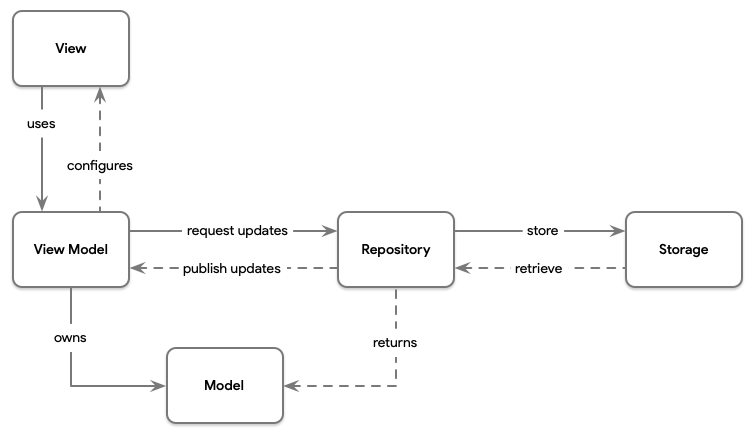 View
uses
configures
View Model
request updates
publish updates
Repository
store
retrieve
Storage
owns
returns
Model